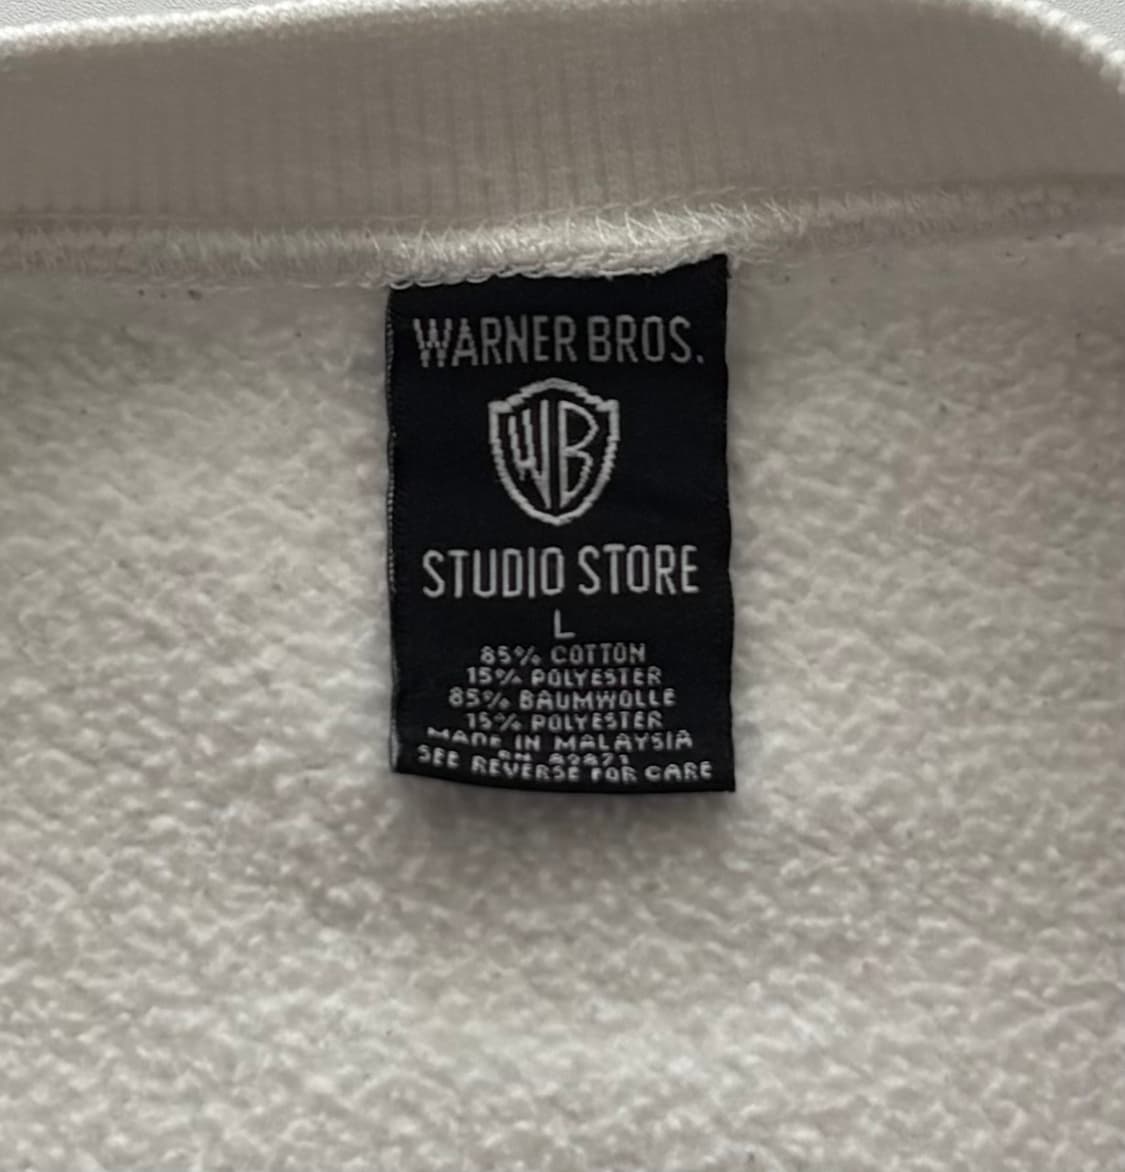 WARNER BROS.
WB
STUDIO STORE
L
85% COTTON
15% POLYESTER
85% BAUMWOLLE
15% POLYESTER
MADE IN MALAYSIA
RN
SEE REVERSE FOR CARE